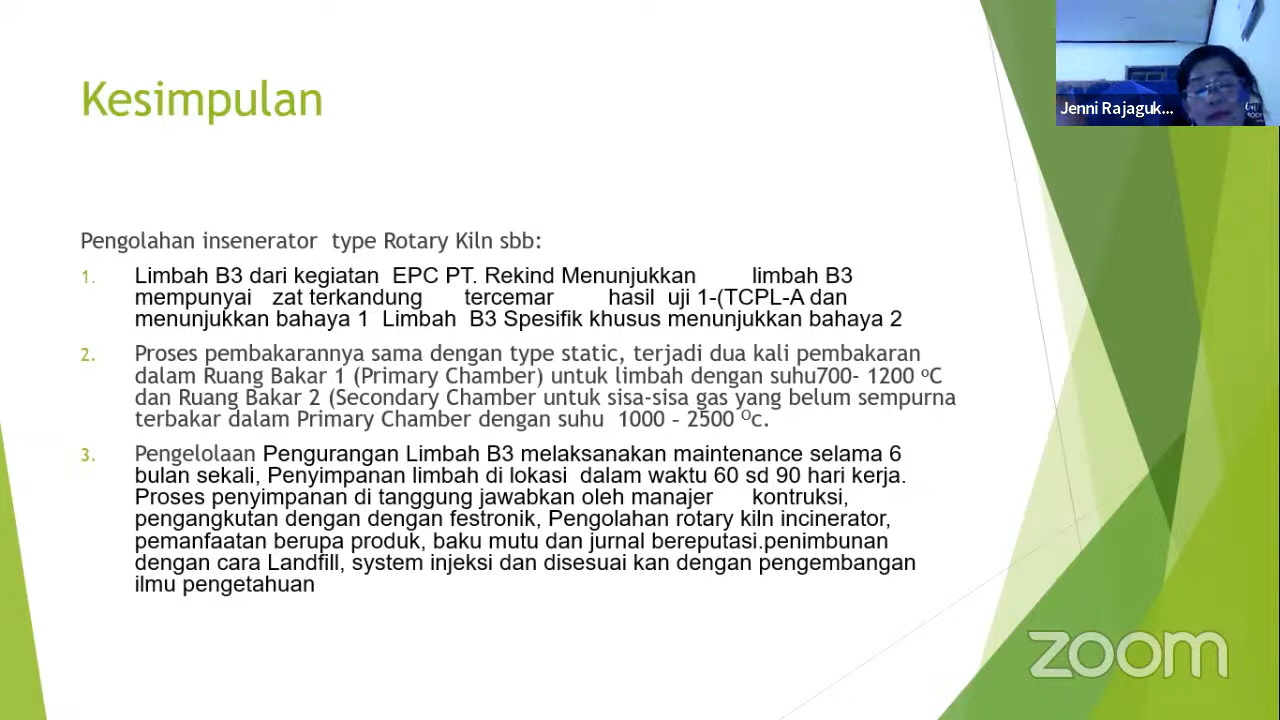 Kesimpulan
Jenni Rajaguk...
Pengolahan insenerator type Rotary Kiln sbb:
1. Limbah B3 dari kegiatan EPC PT. Rekind Menunjukkan limbah B3
mempunyai zat terkandung tercemar hasil uji 1-(TCPL-A dan
menunjukkan bahaya 1 Limbah B3 Spesifik khusus menunjukkan bahaya 2
2. Proses pembakarannya sama dengan type static, terjadi dua kali pembakaran
dalam Ruang Bakar 1 (Primary Chamber) untuk limbah dengan suhu700- 1200 ºC
dan Ruang Bakar 2 (Secondary Chamber untuk sisa-sisa gas yang belum sempurna
terbakar dalam Primary Chamber dengan suhu 1000 – 2500 ᴼc.
3. Pengelolaan Pengurangan Limbah B3 melaksanakan maintenance selama 6
bulan sekali, Penyimpanan limbah di lokasi dalam waktu 60 sd 90 hari kerja.
Proses penyimpanan di tanggung jawabkan oleh manajer kontruksi,
pengangkutan dengan dengan festronik, Pengolahan rotary kiln incinerator,
pemanfaatan berupa produk, baku mutu dan jurnal bereputasi.penimbunan
dengan cara Landfill, system injeksi dan disesuai kan dengan pengembangan
ilmu pengetahuan
zoom